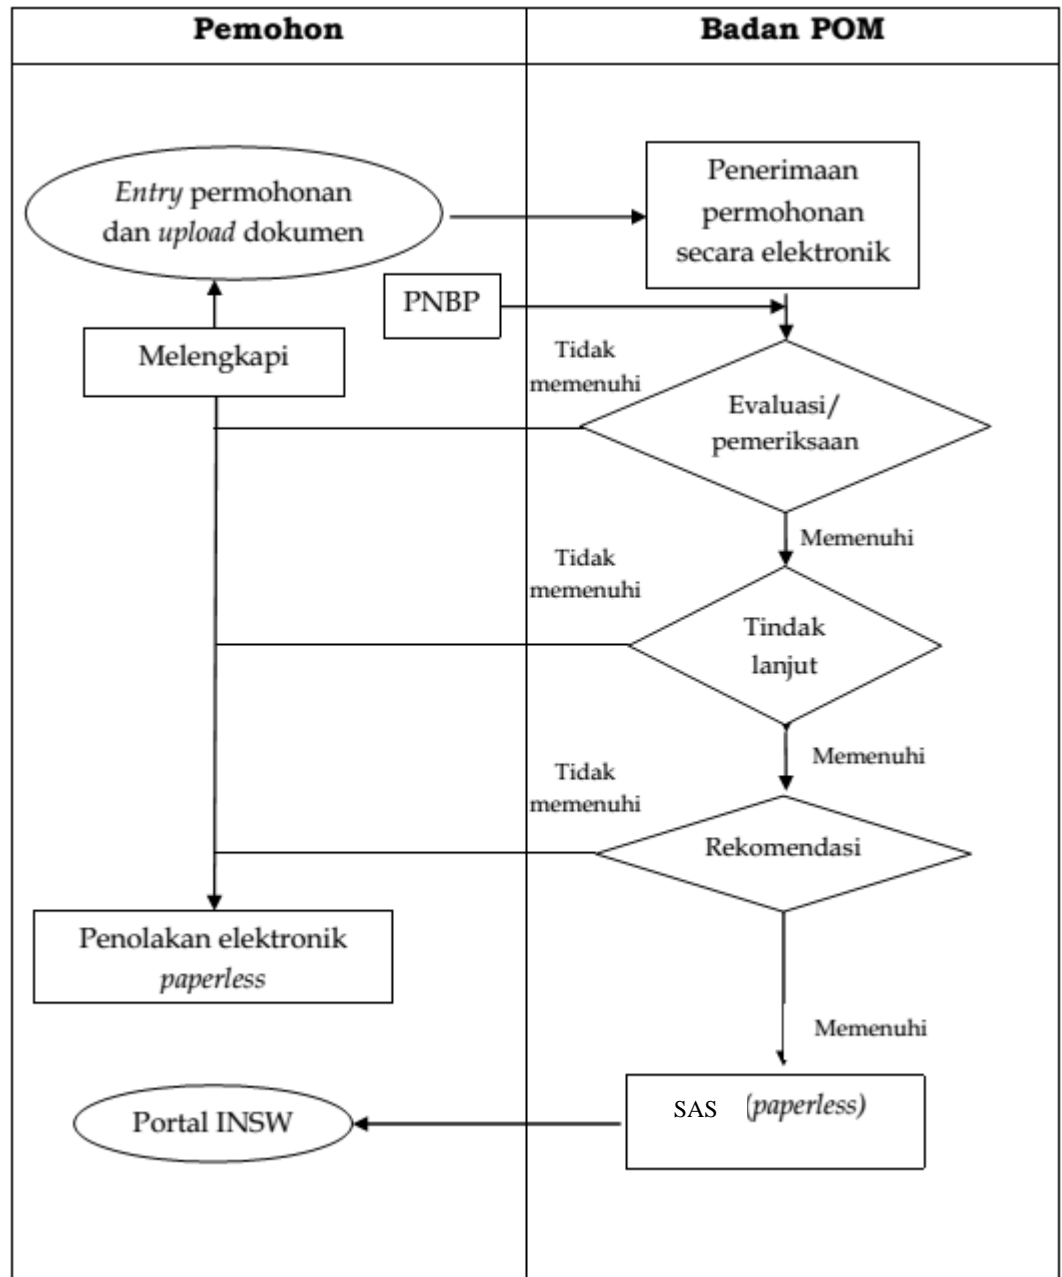 Pemohon
Badan POM
Entry permohonan
dan upload dokumen
Penerimaan
permohonan
secara elektronik
PNBP
Melengkapi
Tidak
memenuhi
Evaluasi/
pemeriksaan
Memenuhi
Tidak
memenuhi
Tindak
lanjut
Memenuhi
Tidak
memenuhi
Rekomendasi
Penolakan elektronik
paperless
Memenuhi
SAS (paperless)
Portal INSW